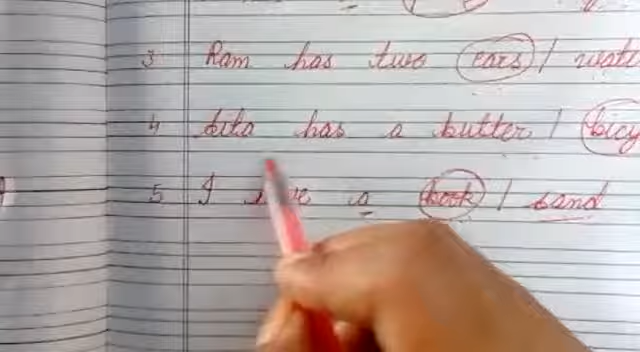 3 Ram has two ears /
4 Sita has a butter /
5 I a book / sand